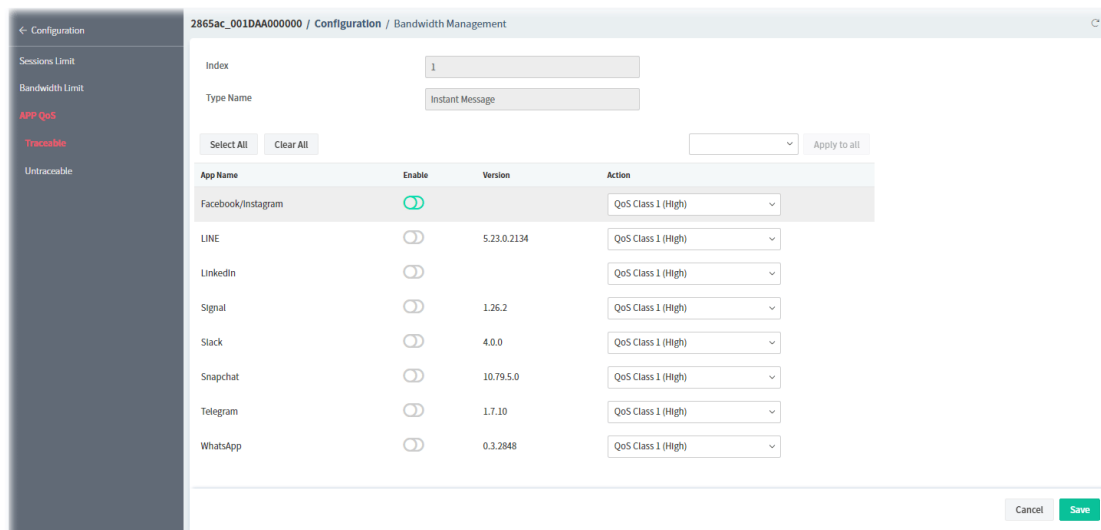 ← Configuration
2865ac_001DAA000000 / Configuration / Bandwidth Management
Sessions Limit
Bandwidth Limit
APP QoS
Traceable
Untraceable
Index 1
Type Name Instant Message
Select All Clear All Apply to all
App Name Enable Version Action
Facebook/Instagram QoS Class 1 (High)
LINE 5.23.0.2134 QoS Class 1 (High)
LinkedIn QoS Class 1 (High)
Signal 1.26.2 QoS Class 1 (High)
Slack 4.0.0 QoS Class 1 (High)
Snapchat 10.79.5.0 QoS Class 1 (High)
Telegram 1.7.10 QoS Class 1 (High)
WhatsApp 0.3.2848 QoS Class 1 (High)
Cancel Save